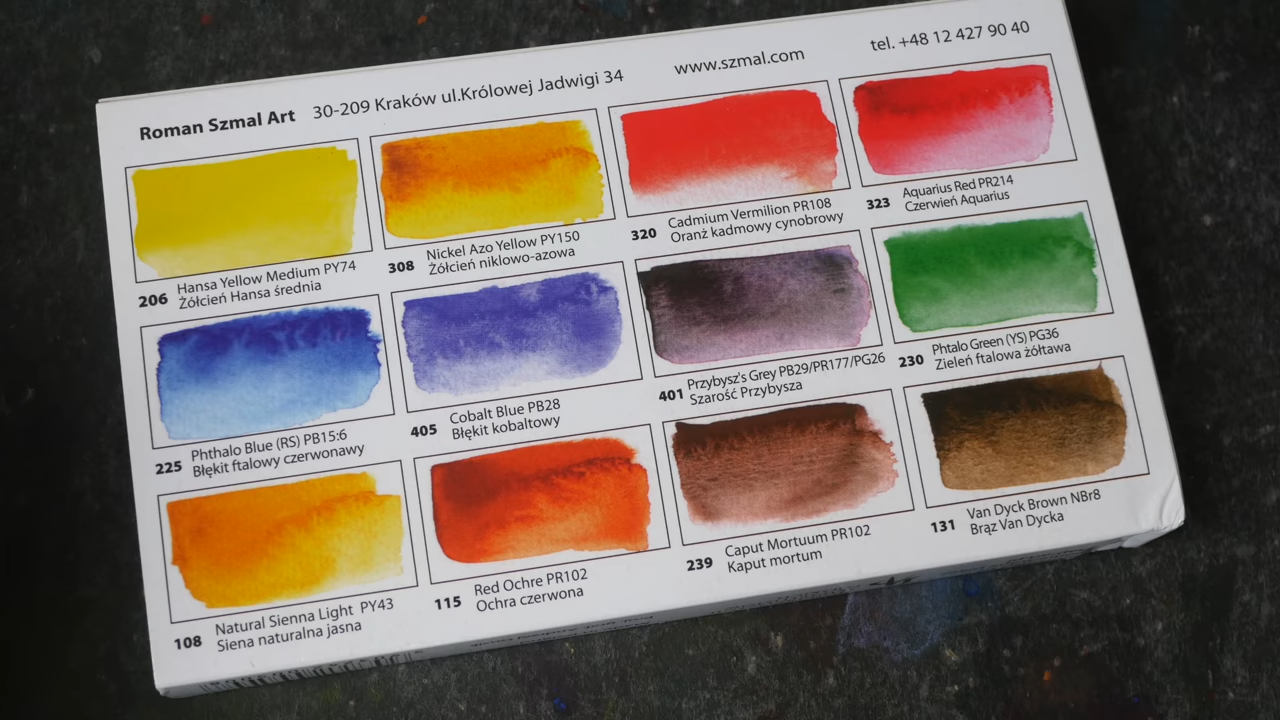 Roman Szmal Art 30-209 Kraków ul.Królowej Jadwigi 34 www.szmal.com tel. +48 12 427 90 40
206 Hansa Yellow Medium PY74
Żółcień Hansa średnia
308 Nickel Azo Yellow PY150
Żółcień niklowo-azowa
320 Cadmium Vermilion PR108
Oranż kadmowy cynobrowy
323 Aquarius Red PR214
Czerwień Aquarius
225 Phthalo Blue (RS) PB15:6
Błękit ftalowy czerwonawy
405 Cobalt Blue PB28
Błękit kobaltowy
401 Przybysz's Grey PB29/PR177/PG26
Szarość Przybysza
230 Phtalo Green (YS) PG36
Zieleń ftalowa żółtawa
108 Natural Sienna Light PY43
Siena naturalna jasna
115 Red Ochre PR102
Ochra czerwona
239 Caput Mortuum PR102
Kaput mortum
131 Van Dyck Brown NBr8
Brąz Van Dycka